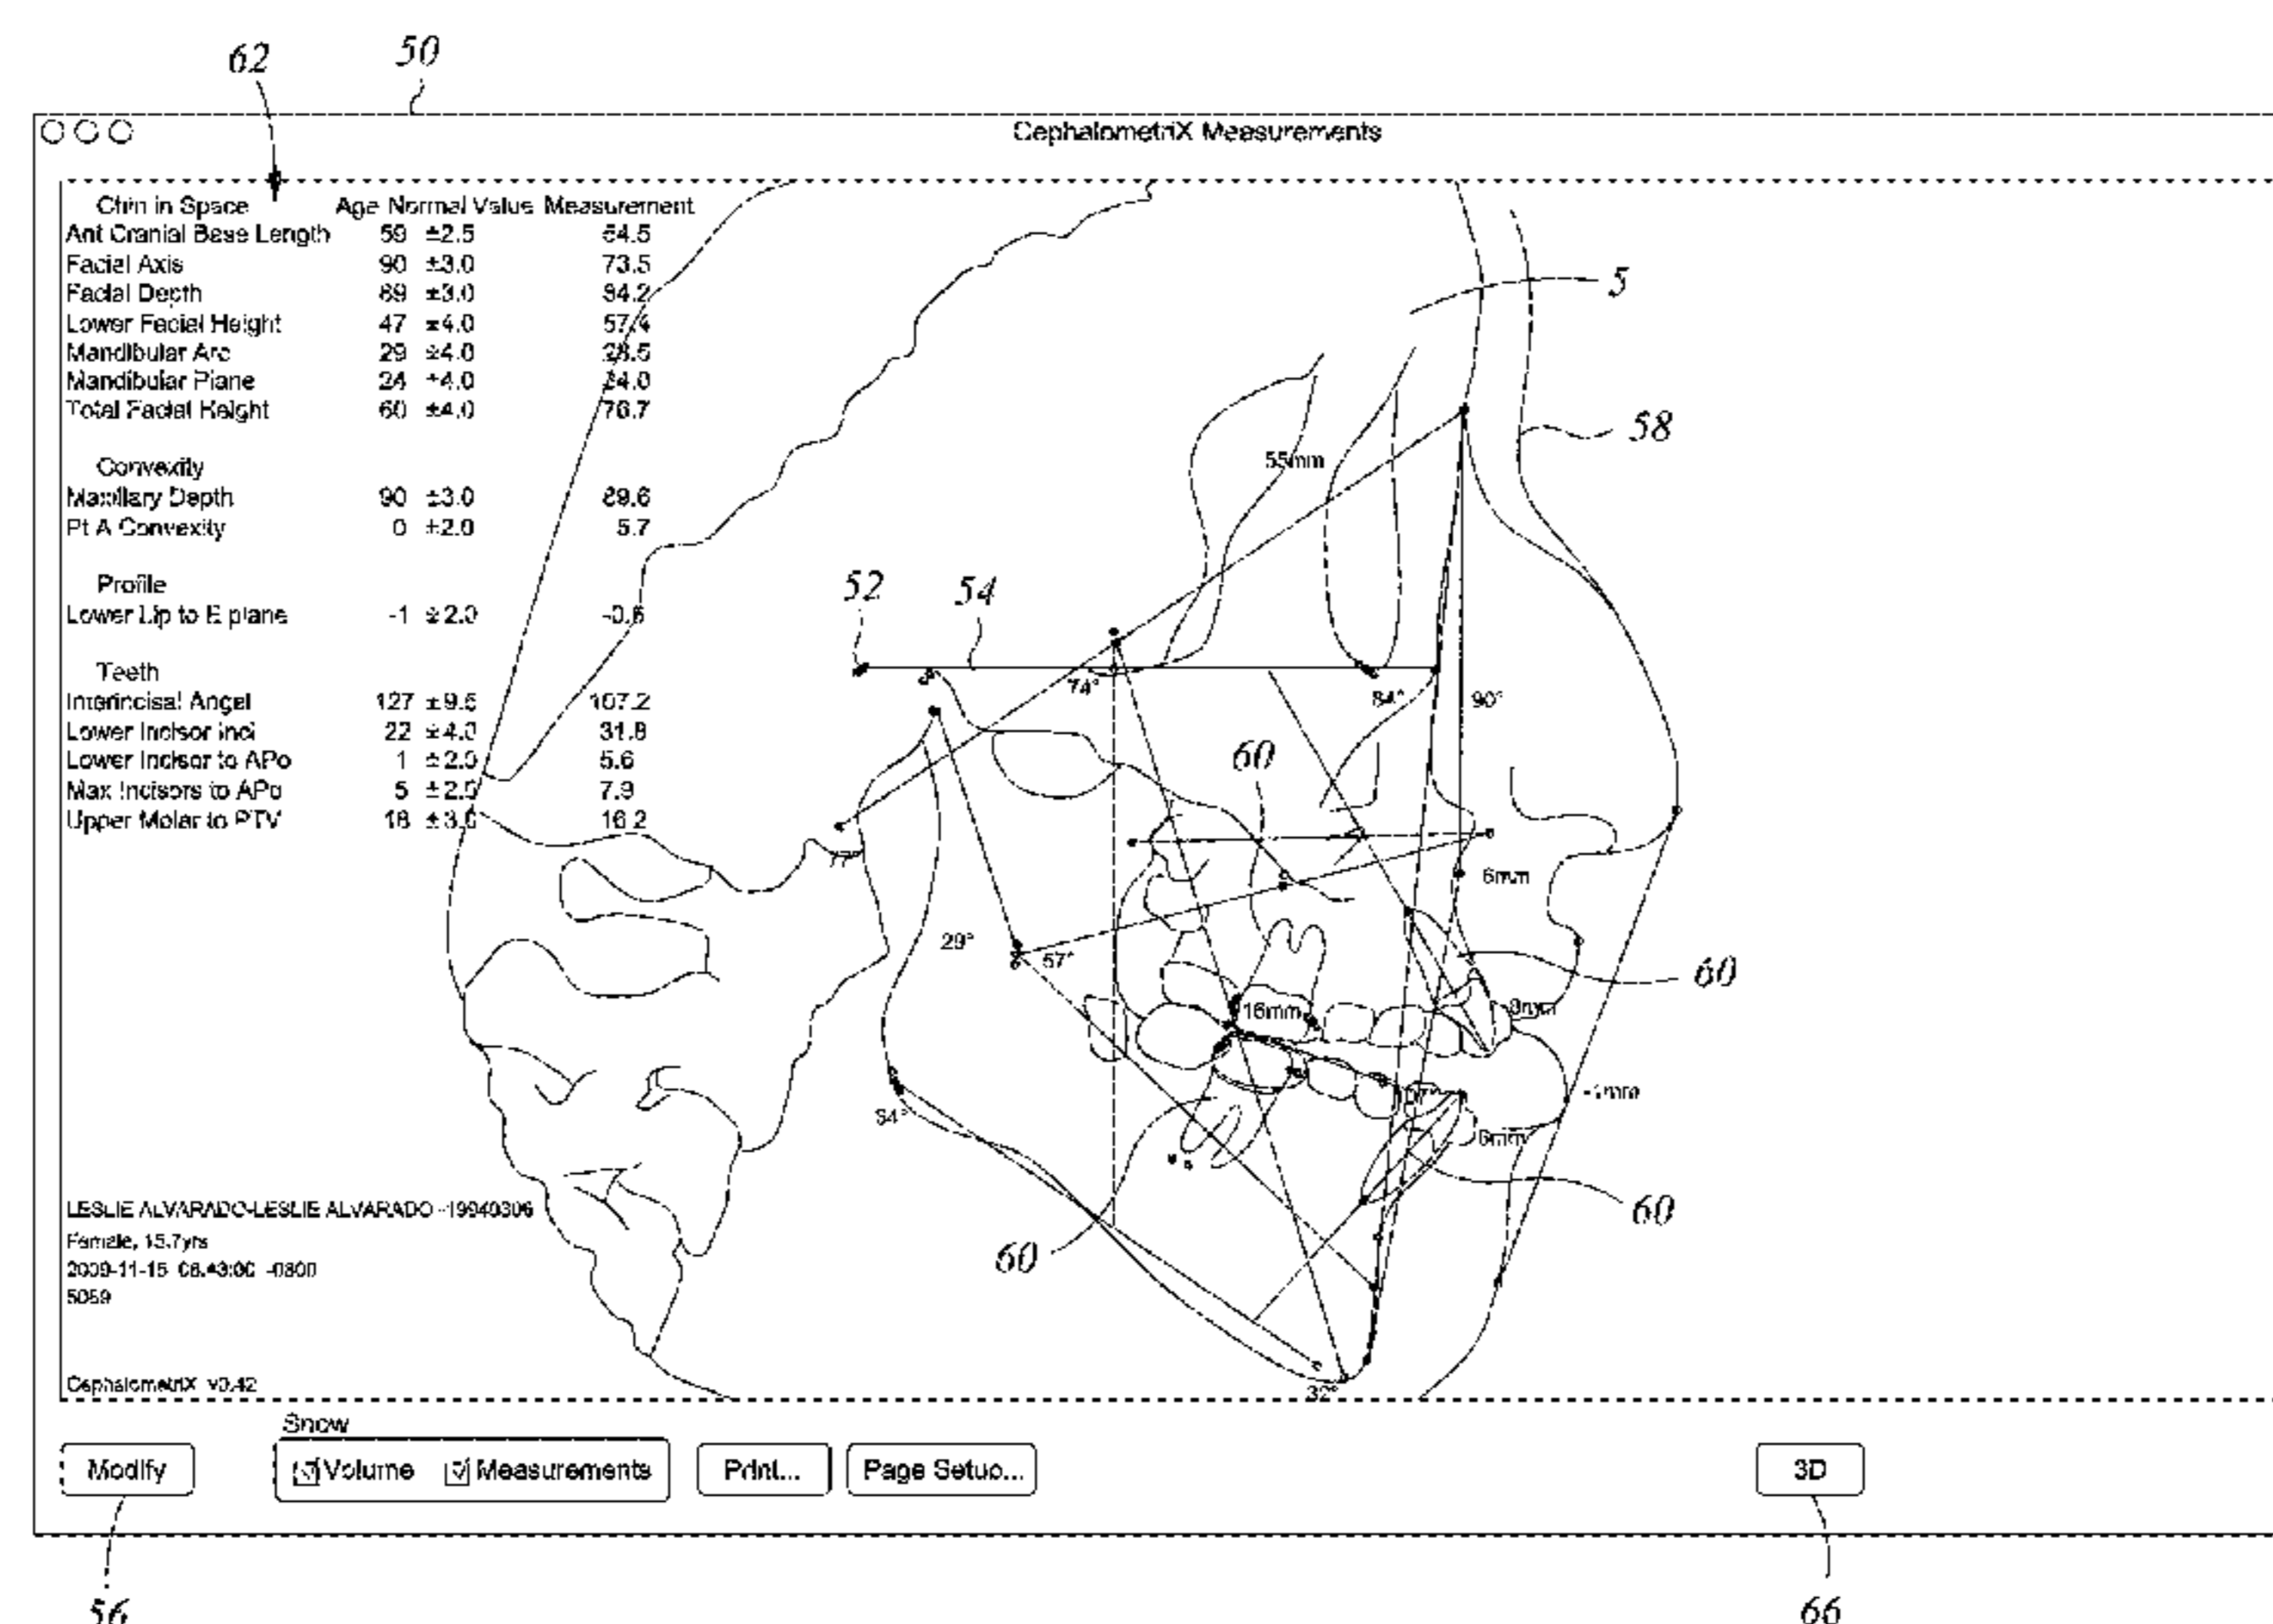 62 50
CephalometriX Measurements
Chin in Space Age Normal Value Measurement
Ant Cranial Base Length 59 ±2.5 54.5
Facial Axis 90 ±3.0 73.5
Facial Depth 89 ±3.0 84.2
Lower Facial Height 47 ±4.0 57.4
Mandibular Arc 29 ±4.0 28.5
Mandibular Plane 24 ±4.0 34.0
Total Facial Height 60 ±4.0 76.7
Convexity
Maxillary Depth 90 ±3.0 89.6
Pt A Convexity 0 ±2.0 5.7
Profile
Lower Lip to E plane -1 ±2.0 -0.6
Teeth
Interincisal Angel 127 ±9.5 107.2
Lower Incisor Incl 22 ±4.0 31.8
Lower Incisor to APo 1 ±2.0 5.6
Max Incisors to APo 5 ±2.0 7.9
Upper Molar to PTV 18 ±3.0 16.2
5
58
55mm
52 54
74° 84° 90°
60
77°
6mm
29° 57°
60
16mm 8mm
-1mm
34°
6mm
60
60
32°
LESLIE ALVARADO-LESLIE ALVARADO -19940306
Female, 15.7yrs
2009-11-15 -0800
5089
CephalometriX v0.42
Show
Modify Volume Measurements Print... Page Setup... 3D
56 66